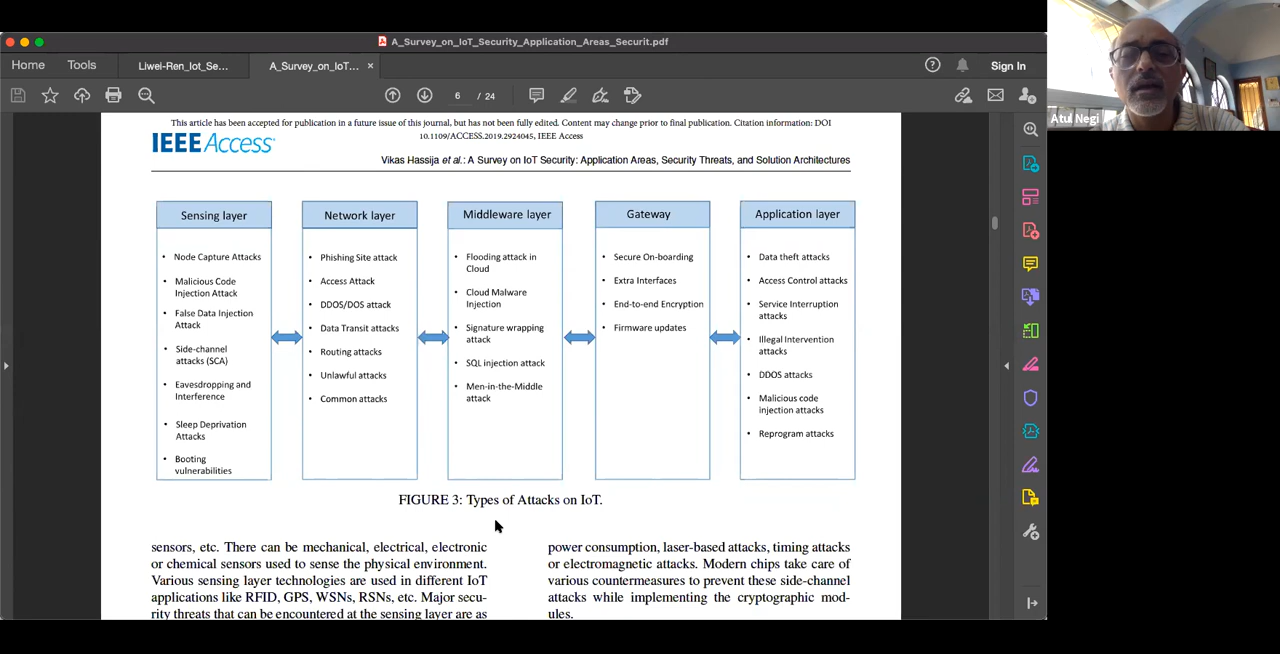 A_Survey_on_IoT_Security_Application_Areas_Securit.pdf
Home
Tools
Liwei-Ren_Iot_Se...
A_Survey_on_IoT... ×
Sign In
6 / 24
This article has been accepted for publication in a future issue of this journal, but has not been fully edited. Content may change prior to final publication. Citation information: DOI
10.1109/ACCESS.2019.2924045, IEEE Access
IEEE Access
Vikas Hassija et al.: A Survey on IoT Security: Application Areas, Security Threats, and Solution Architectures
Sensing layer
• Node Capture Attacks
• Malicious Code
Injection Attack
• False Data Injection
Attack
• Side-channel
attacks (SCA)
• Eavesdropping and
Interference
• Sleep Deprivation
Attacks
• Booting
vulnerabilities
Network layer
• Phishing Site attack
• Access Attack
• DDOS/DOS attack
• Data Transit attacks
• Routing attacks
• Unlawful attacks
• Common attacks
Middleware layer
• Flooding attack in
Cloud
• Cloud Malware
Injection
• Signature wrapping
attack
• SQL injection attack
• Men-in-the-Middle
attack
Gateway
• Secure On-boarding
• Extra Interfaces
• End-to-end Encryption
• Firmware updates
Application layer
• Data theft attacks
• Access Control attacks
• Service Interruption
attacks
• Illegal Intervention
attacks
• DDOS attacks
• Malicious code
injection attacks
• Reprogram attacks
FIGURE 3: Types of Attacks on IoT.
sensors, etc. There can be mechanical, electrical, electronic
or chemical sensors used to sense the physical environment.
Various sensing layer technologies are used in different IoT
applications like RFID, GPS, WSNs, RSNs, etc. Major secu-
rity threats that can be encountered at the sensing layer are as
power consumption, laser-based attacks, timing attacks
or electromagnetic attacks. Modern chips take care of
various countermeasures to prevent these side-channel
attacks while implementing the cryptographic mod-
ules.
Atul Negi